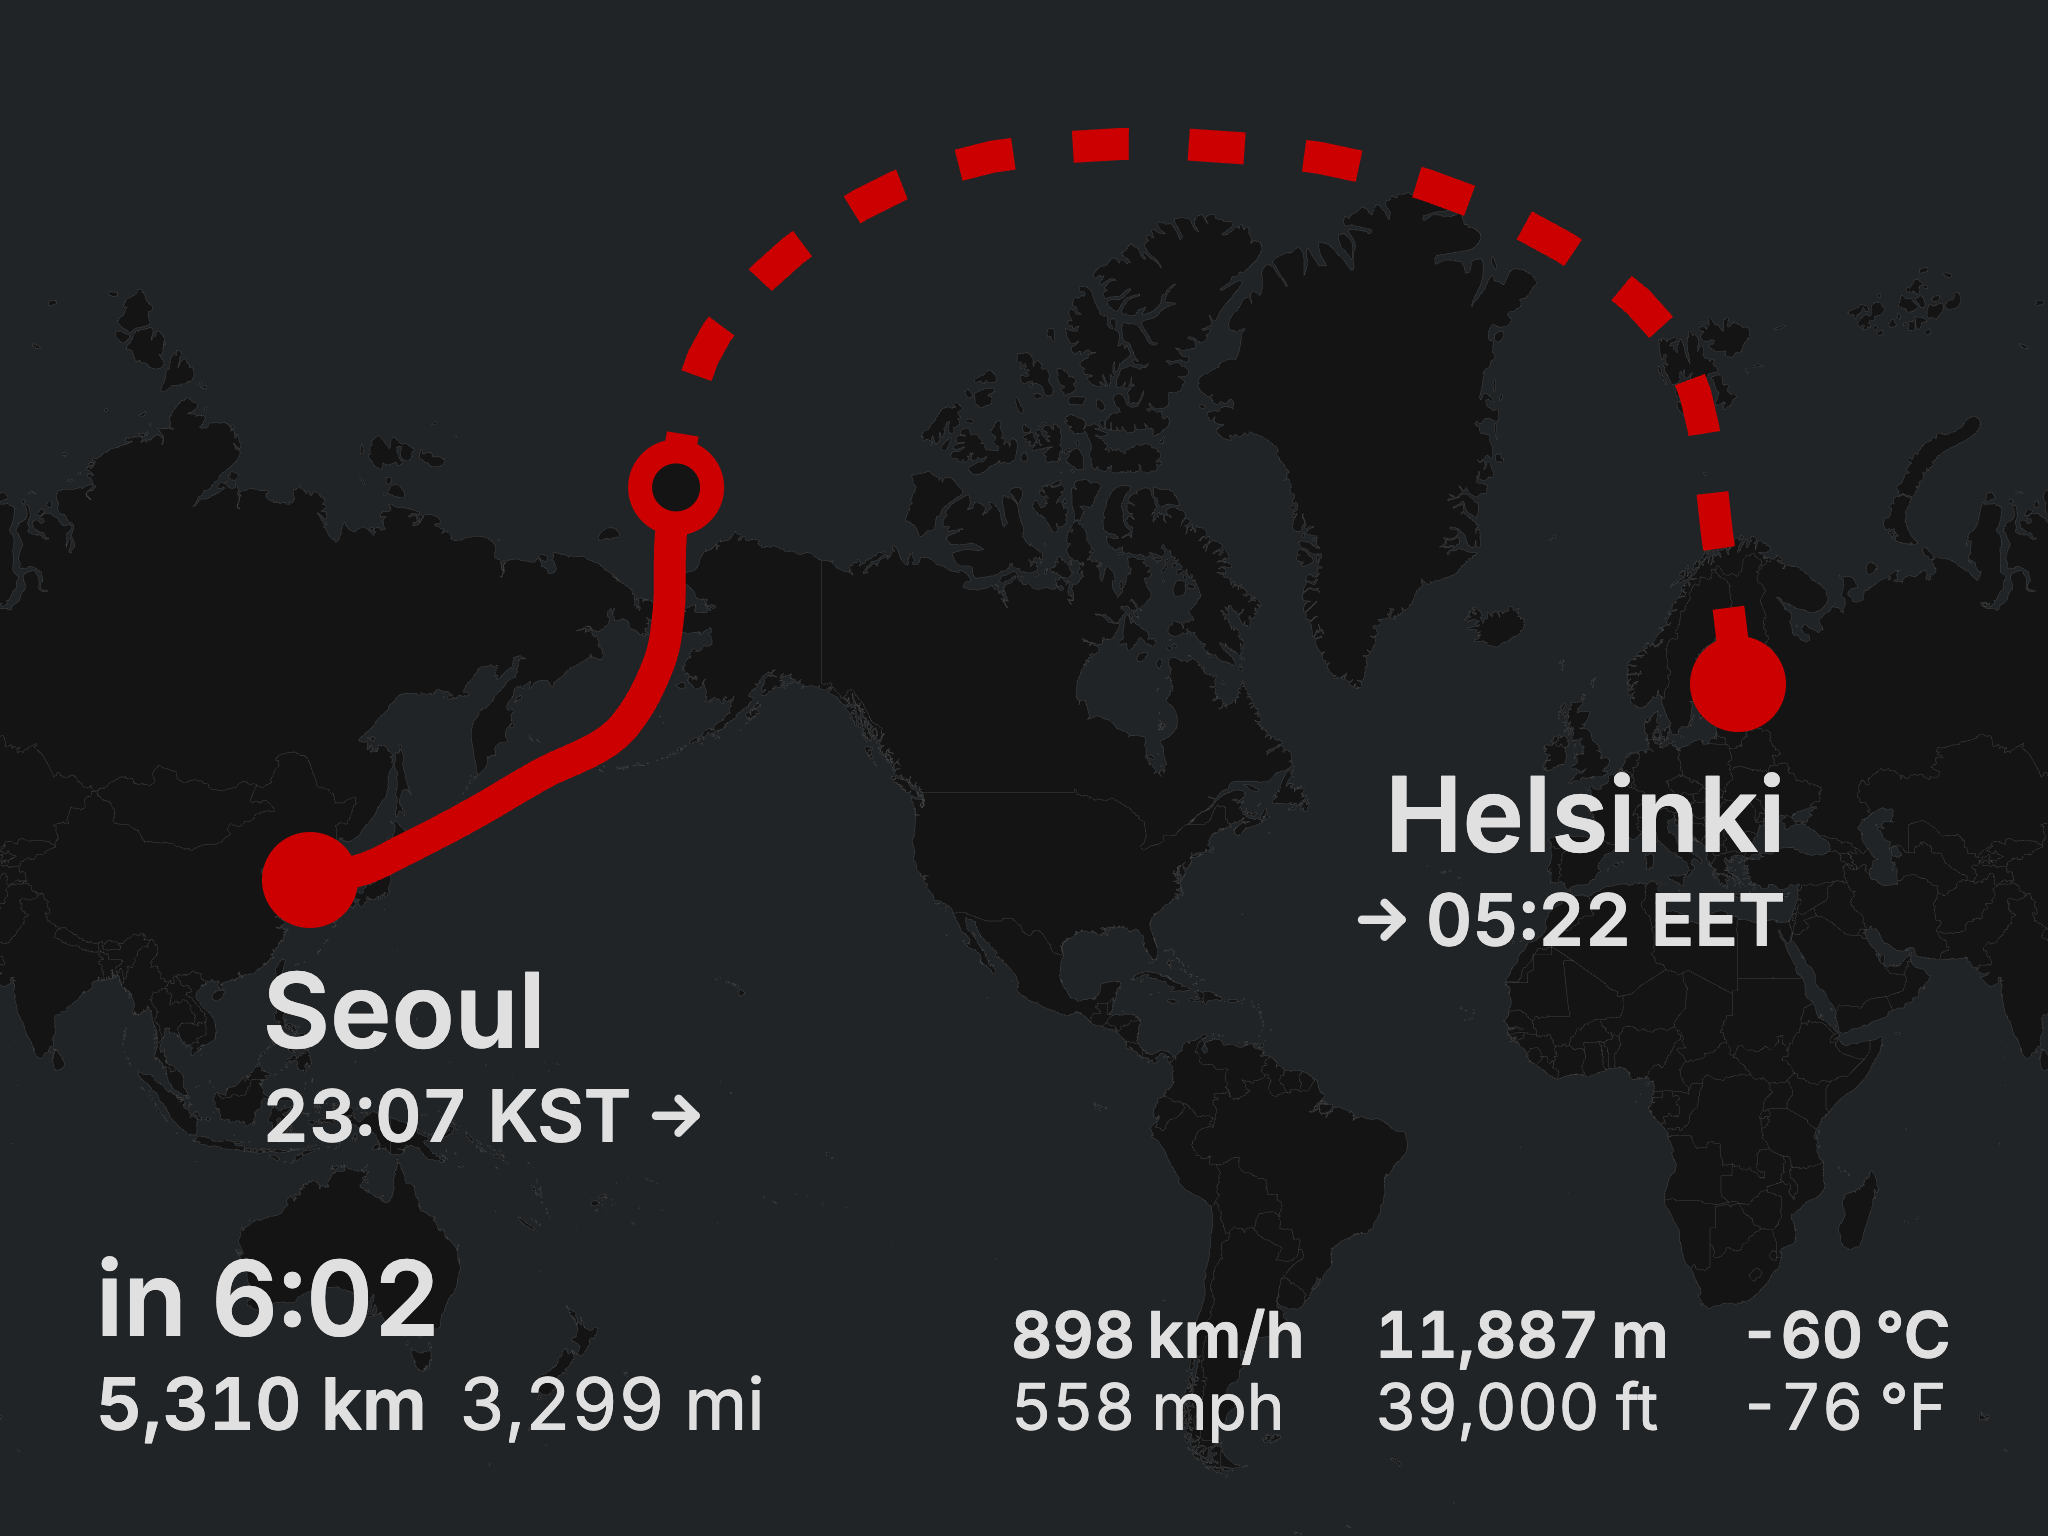 Helsinki
→ 05:22 EET
Seoul
23:07 KST →
in 6:02
5,310 km 3,299 mi
898 km/h 11,887 m -60 °C
558 mph 39,000 ft -76 °F